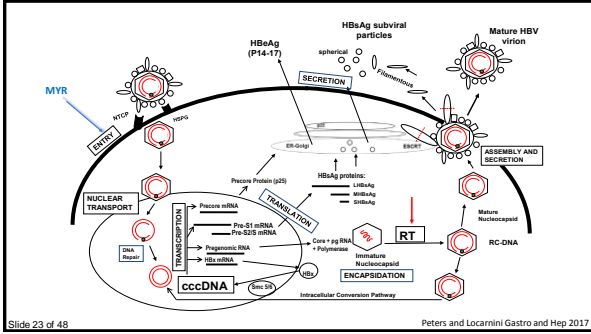 HBsAg subviral
particles
Mature HBV
virion
HBeAg
(P14-17)
spherical
Filamentous
SECRETION
MYR
NTCP
HSPG
ENTRY
ER-Golgi
ESCRT
ASSEMBLY AND
SECRETION
HBsAg proteins:
LHBsAg
MHBsAg
SHBsAg
Precore Protein (p25)
NUCLEAR
TRANSPORT
TRANSLATION
TRANSCRIPTION
Precore mRNA
Pre-S1 mRNA
Pre-S2/S mRNA
Pregenomic RNA
HBx mRNA
DNA
Repair
cccDNA
Smc 5/6
HBx
Core + pg RNA
+ Polymerase
Immature
Nucleocapsid
ENCAPSIDATION
RT
Mature
Nucleocapsid
RC-DNA
Intracellular Conversion Pathway
Slide 23 of 48
Peters and Locarnini Gastro and Hep 2017